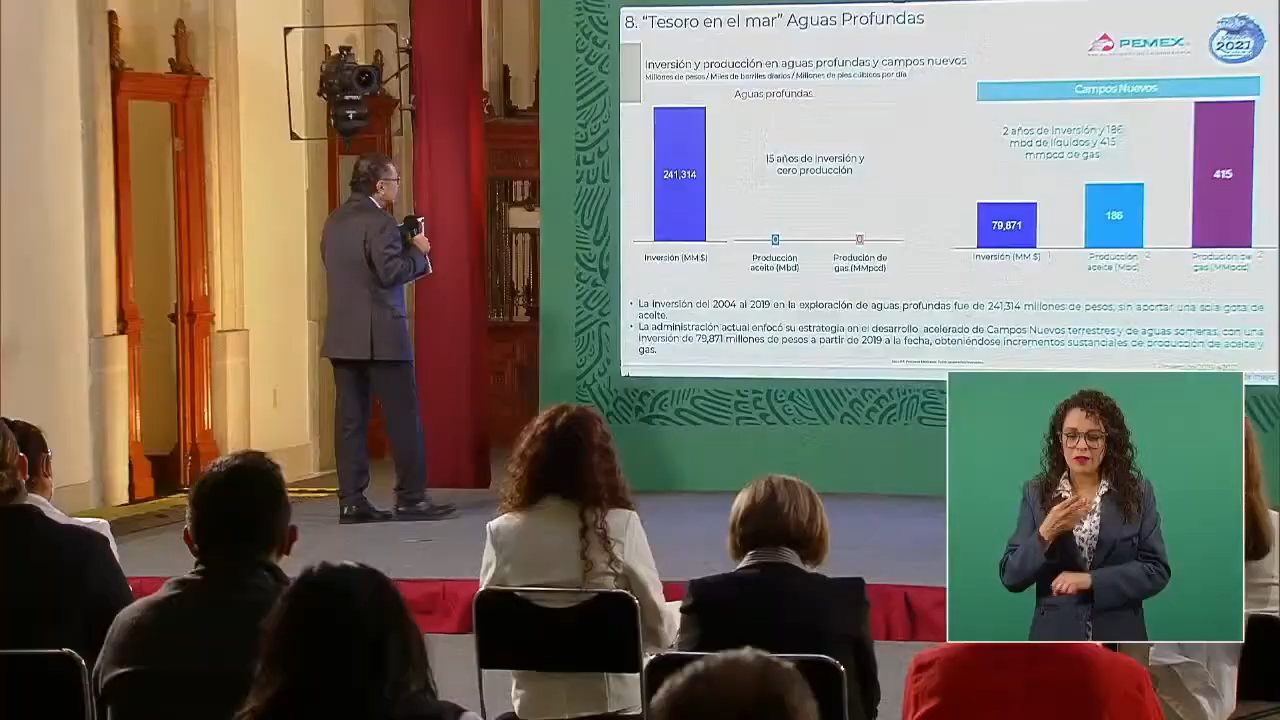 8. "Tesoro en el mar" Aguas Profundas
PEMEX
2021
Inversión y producción en aguas profundas y campos nuevos
Millones de pesos / Miles de barriles diarios / Millones de pies cúbicos por día
Aguas profundas
241,314
15 años de inversión y
cero producción
0
0
Inversión (MM $)
Producción
aceite (Mbd)
Produción de
gas (MMpcd)
Campos Nuevos
2 años de inversión y 186
mbd de líquidos y 415
mmpcd de gas
79,871
186
415
Inversión (MM $) 1
Producción 2
aceite (Mbd)
Produción de 2
gas (MMpcd)
• La inversión del 2004 al 2019 en la exploración de aguas profundas fue de 241,314 millones de pesos, sin aportar una sola gota de
aceite.
• La administración actual enfocó su estrategia en el desarrollo acelerado de Campos Nuevos terrestres y de aguas someras, con una
inversión de 79,871 millones de pesos a partir de 2019 a la fecha, obteniéndose incrementos sustanciales de producción de aceite y
gas.